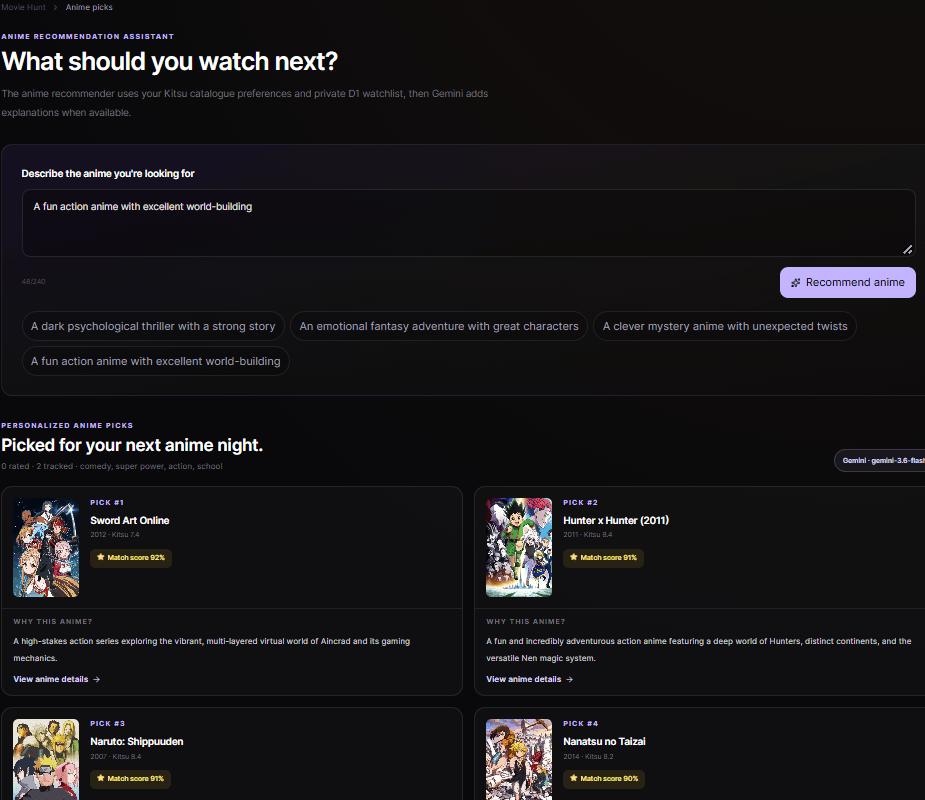 Movie Hunt > Anime picks
ANIME RECOMMENDATION ASSISTANT
What should you watch next?
The anime recommender uses your Kitsu catalogue preferences and private D1 watchlist, then Gemini adds
explanations when available.
Describe the anime you're looking for
A fun action anime with excellent world-building
48/240
Recommend anime
A dark psychological thriller with a strong story
An emotional fantasy adventure with great characters
A clever mystery anime with unexpected twists
A fun action anime with excellent world-building
PERSONALIZED ANIME PICKS
Picked for your next anime night.
0 rated · 2 tracked · comedy, super power, action, school
Gemini · gemini-3.6-flash
PICK #1
Sword Art Online
2012 · Kitsu 7.4
Match score 92%
WHY THIS ANIME?
A high-stakes action series exploring the vibrant, multi-layered virtual world of Aincrad and its gaming
mechanics.
View anime details →
PICK #2
Hunter x Hunter (2011)
2011 · Kitsu 8.4
Match score 91%
WHY THIS ANIME?
A fun and incredibly adventurous action anime featuring a deep world of Hunters, distinct continents, and the
versatile Nen magic system.
View anime details →
PICK #3
Naruto: Shippuuden
2007 · Kitsu 8.4
Match score 91%
PICK #4
Nanatsu no Taizai
2014 · Kitsu 8.2
Match score 90%